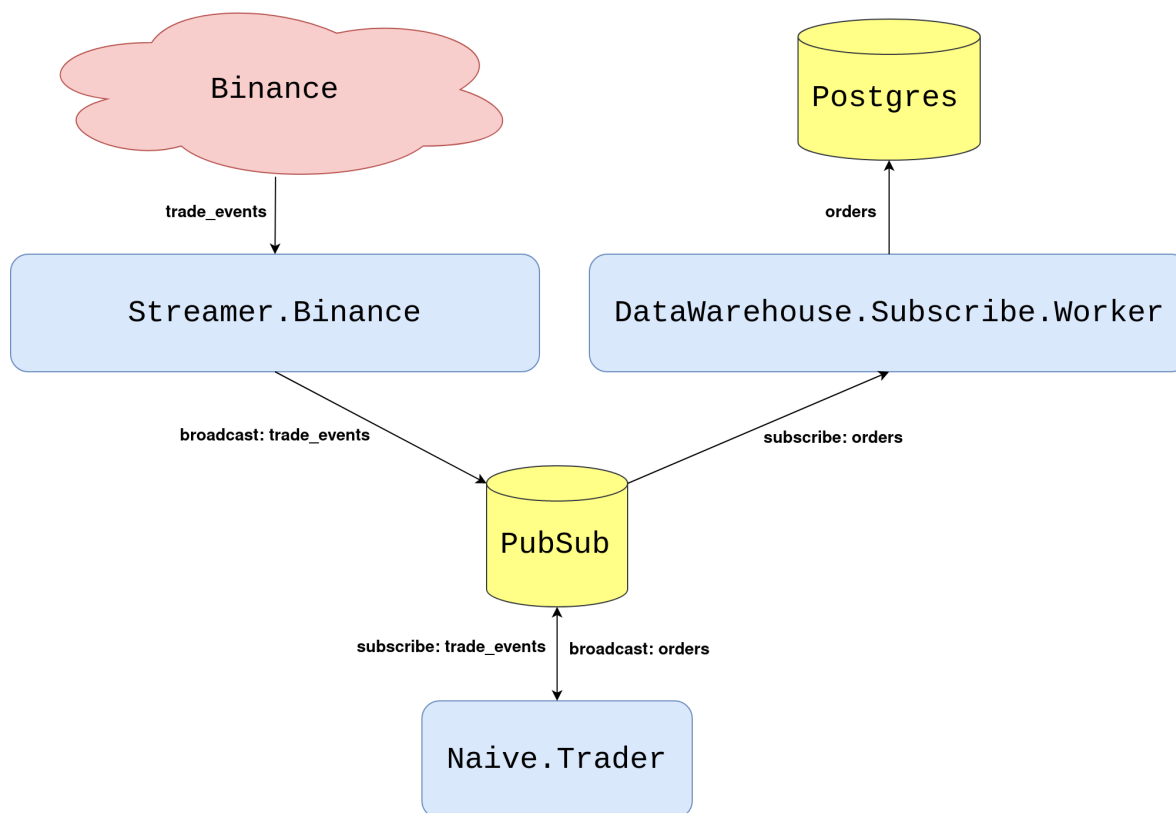 Binance
Postgres
trade_events
orders
Streamer.Binance
DataWarehouse.Subscribe.Worker
broadcast: trade_events
subscribe: orders
PubSub
subscribe: trade_events
broadcast: orders
Naive.Trader